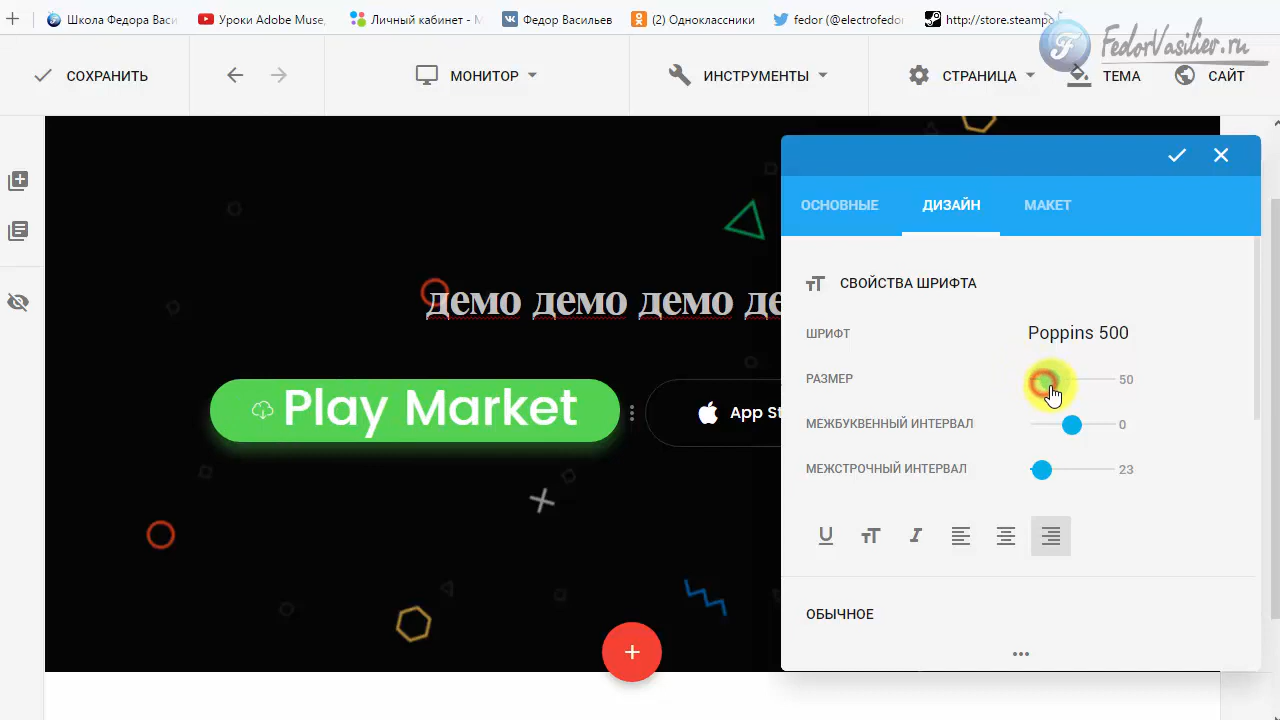 Школа Федора Васи
Уроки Adobe Muse,
Личный кабинет - М
Федор Васильев
(2) Одноклассники
fedor (@electrofedor
http://store.steampo
FedorVasilier.ru
СОХРАНИТЬ
МОНИТОР
ИНСТРУМЕНТЫ
СТРАНИЦА
ТЕМА
САЙТ
ОСНОВНЫЕ
ДИЗАЙН
МАКЕТ
СВОЙСТВА ШРИФТА
ШРИФТ
Poppins 500
РАЗМЕР
50
МЕЖБУКВЕННЫЙ ИНТЕРВАЛ
0
МЕЖСТРОЧНЫЙ ИНТЕРВАЛ
23
ОБЫЧНОЕ
демо демо демо де
Play Market
App St